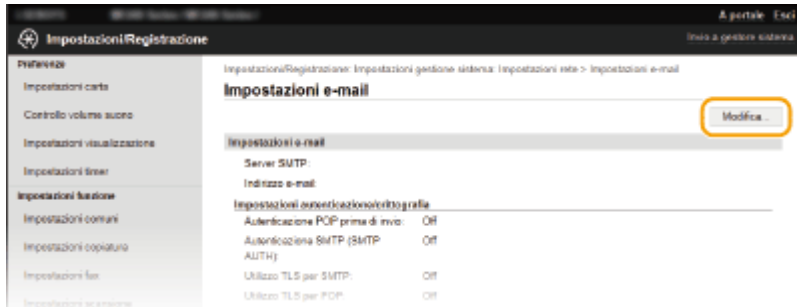 A portale Esci
Impostazioni/Registrazione
Invio a gestore sistema
Preferenze
Impostazioni carta
Controllo volume suono
Impostazioni visualizzazione
Impostazioni timer
Impostazioni funzione
Impostazioni comuni
Impostazioni copiatura
Impostazioni fax
Impostazioni scansione
Impostazioni/Registrazione: Impostazioni gestione sistema: Impostazioni rete > Impostazioni e-mail
Impostazioni e-mail
Modifica...
Impostazioni e-mail
Server SMTP:
Indirizzo e-mail:
Impostazioni autenticazione/crittografia
Autenticazione POP prima di invio: Off
Autenticazione SMTP (SMTP AUTH): Off
Utilizzo TLS per SMTP: Off
Utilizzo TLS per POP: Off